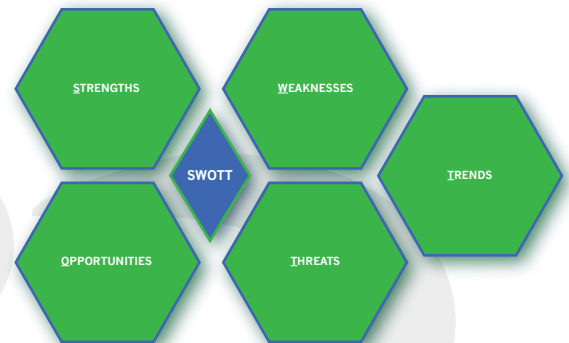 STRENGTHS
WEAKNESSES
TRENDS
SWOTT
OPPORTUNITIES
THREATS